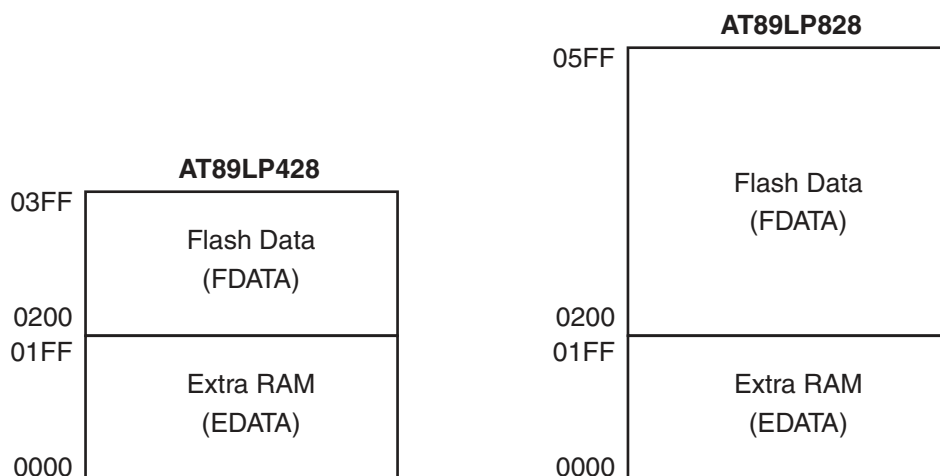 AT89LP428
03FF
Flash Data
(FDATA)
0200
01FF
Extra RAM
(EDATA)
0000
AT89LP828
05FF
Flash Data
(FDATA)
0200
01FF
Extra RAM
(EDATA)
0000